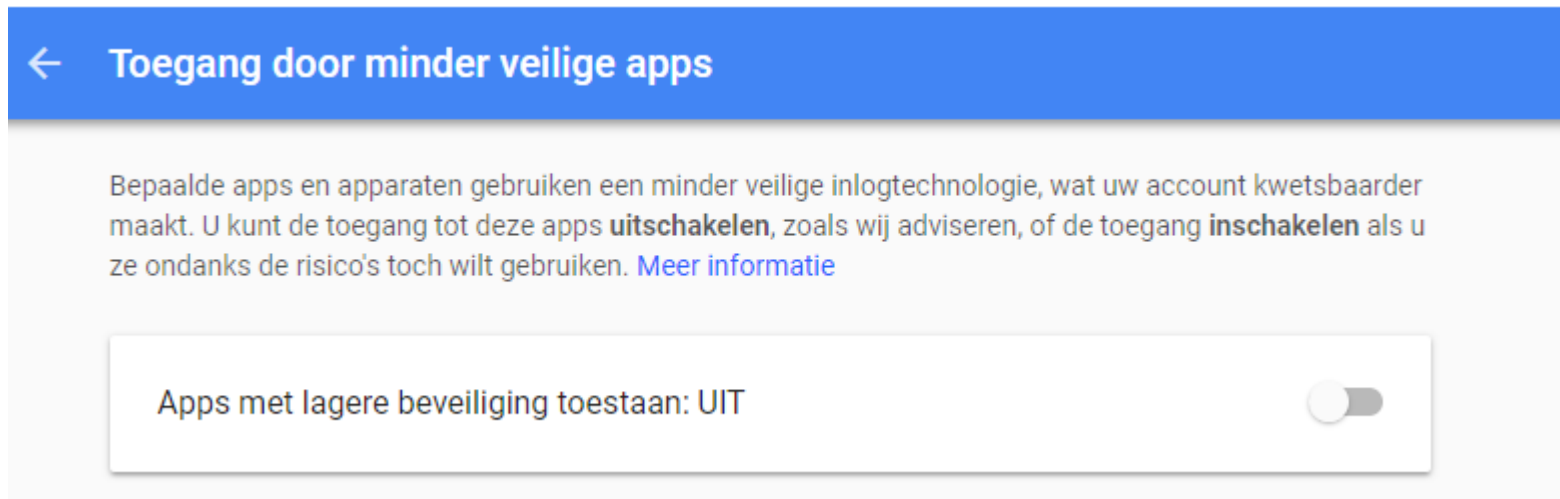 Toegang door minder veilige apps
Bepaalde apps en apparaten gebruiken een minder veilige inlogtechnologie, wat uw account kwetsbaarder
maakt. U kunt de toegang tot deze apps uitschakelen, zoals wij adviseren, of de toegang inschakelen als u
ze ondanks de risico's toch wilt gebruiken. Meer informatie
Apps met lagere beveiliging toestaan: UIT